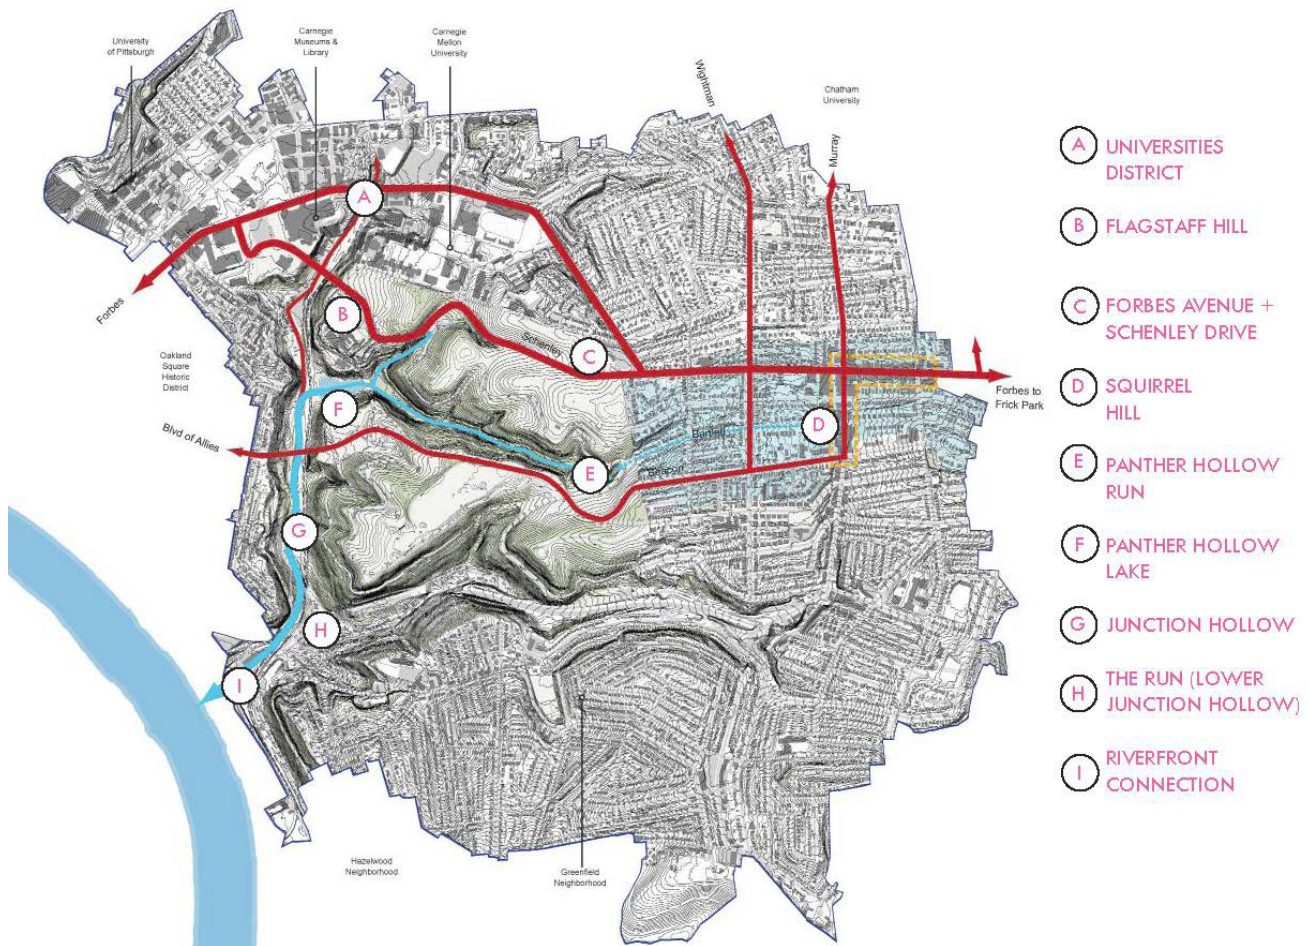 University
of Pittsburgh
Carnegie
Museums &
Library
Carnegie
Mellon
University
Wightman
Chatham
University
Murray
A
B
C
D
E
F
G
H
I
Forbes
Schenley
Oakland
Square
Historic
District
Blvd of Allies
Bartlett
Beacon
Forbes to
Frick Park
Hazelwood
Neighborhood
Greenfield
Neighborhood
A UNIVERSITIES
DISTRICT
B FLAGSTAFF HILL
C FORBES AVENUE +
SCHENLEY DRIVE
D SQUIRREL
HILL
E PANTHER HOLLOW
RUN
F PANTHER HOLLOW
LAKE
G JUNCTION HOLLOW
H THE RUN (LOWER
JUNCTION HOLLOW)
I RIVERFRONT
CONNECTION